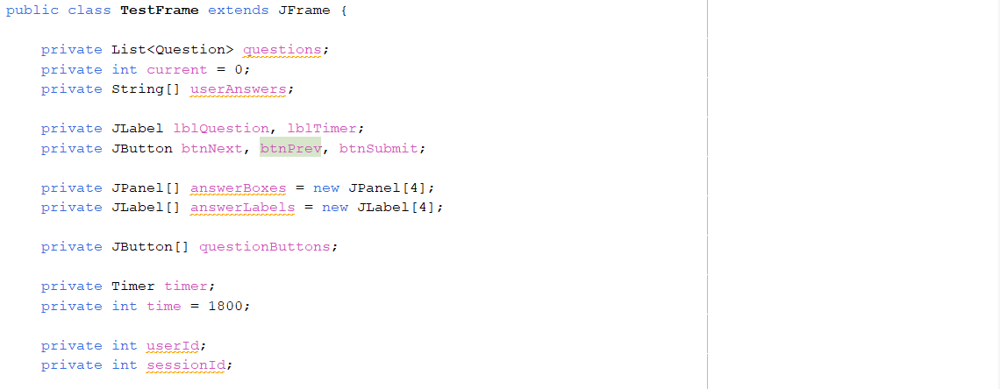 public class TestFrame extends JFrame {
private List<Question> questions;
private int current = 0;
private String[] userAnswers;
private JLabel lblQuestion, lblTimer;
private JButton btnNext, btnPrev, btnSubmit;
private JPanel[] answerBoxes = new JPanel[4];
private JLabel[] answerLabels = new JLabel[4];
private JButton[] questionButtons;
private Timer timer;
private int time = 1800;
private int userId;
private int sessionId;